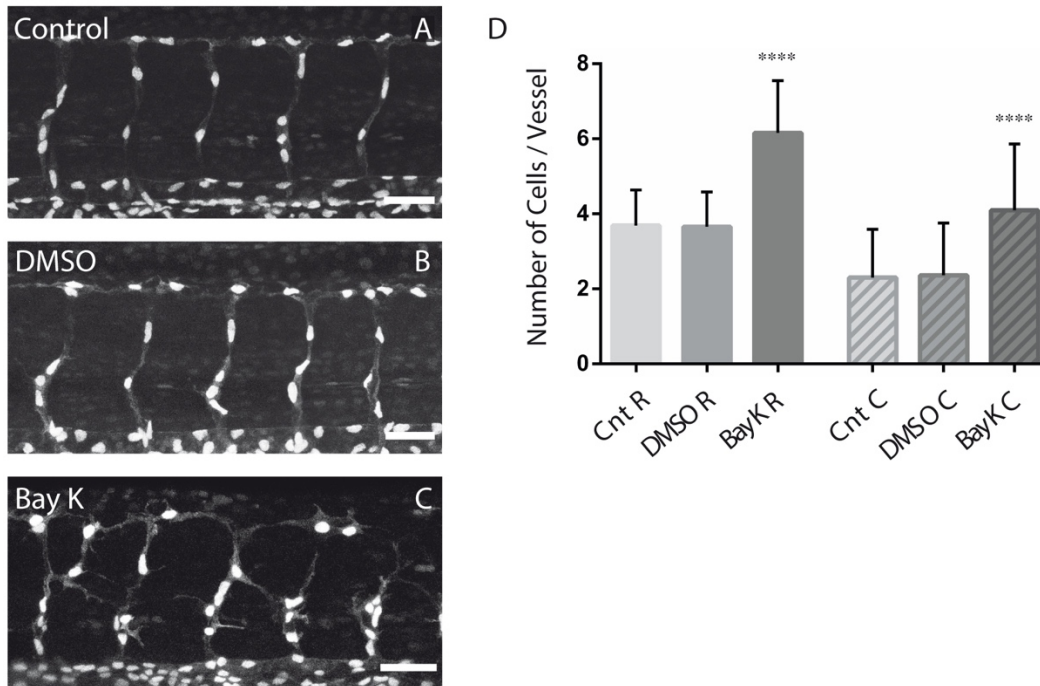 Control A
DMSO B
Bay K C
D
Number of Cells / Vessel
8
6
4
2
0
****
****
Cnt R
DMSO R
BayK R
Cnt C
DMSO C
BayK C